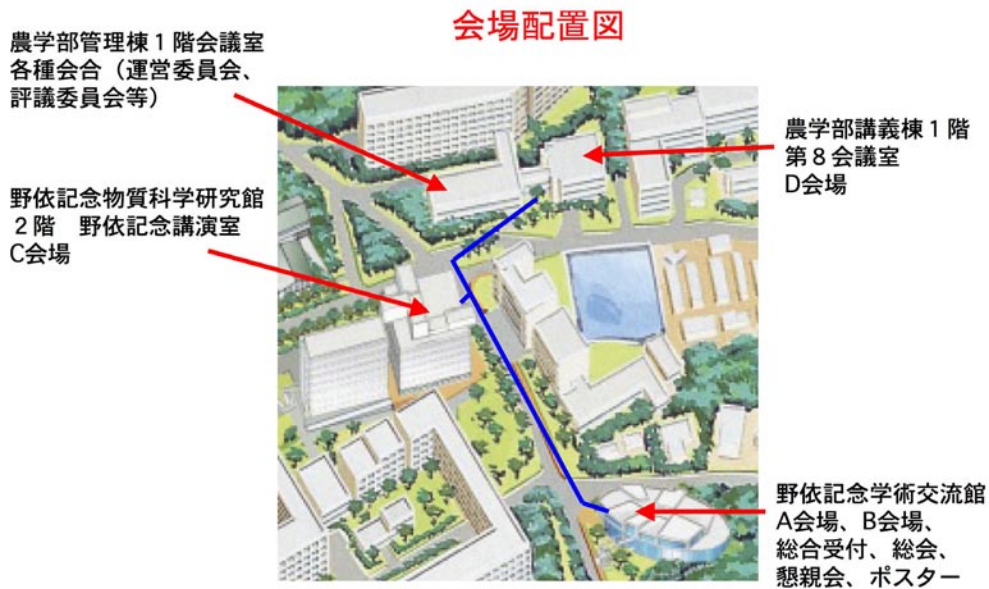 会場配置図
農学部管理棟1階会議室
各種会合（運営委員会、
評議委員会等）
野依記念物質科学研究館
2階　野依記念講演室
C会場
農学部講義棟1階
第8会議室
D会場
野依記念学術交流館
A会場、B会場、
総合受付、総会、
懇親会、ポスター